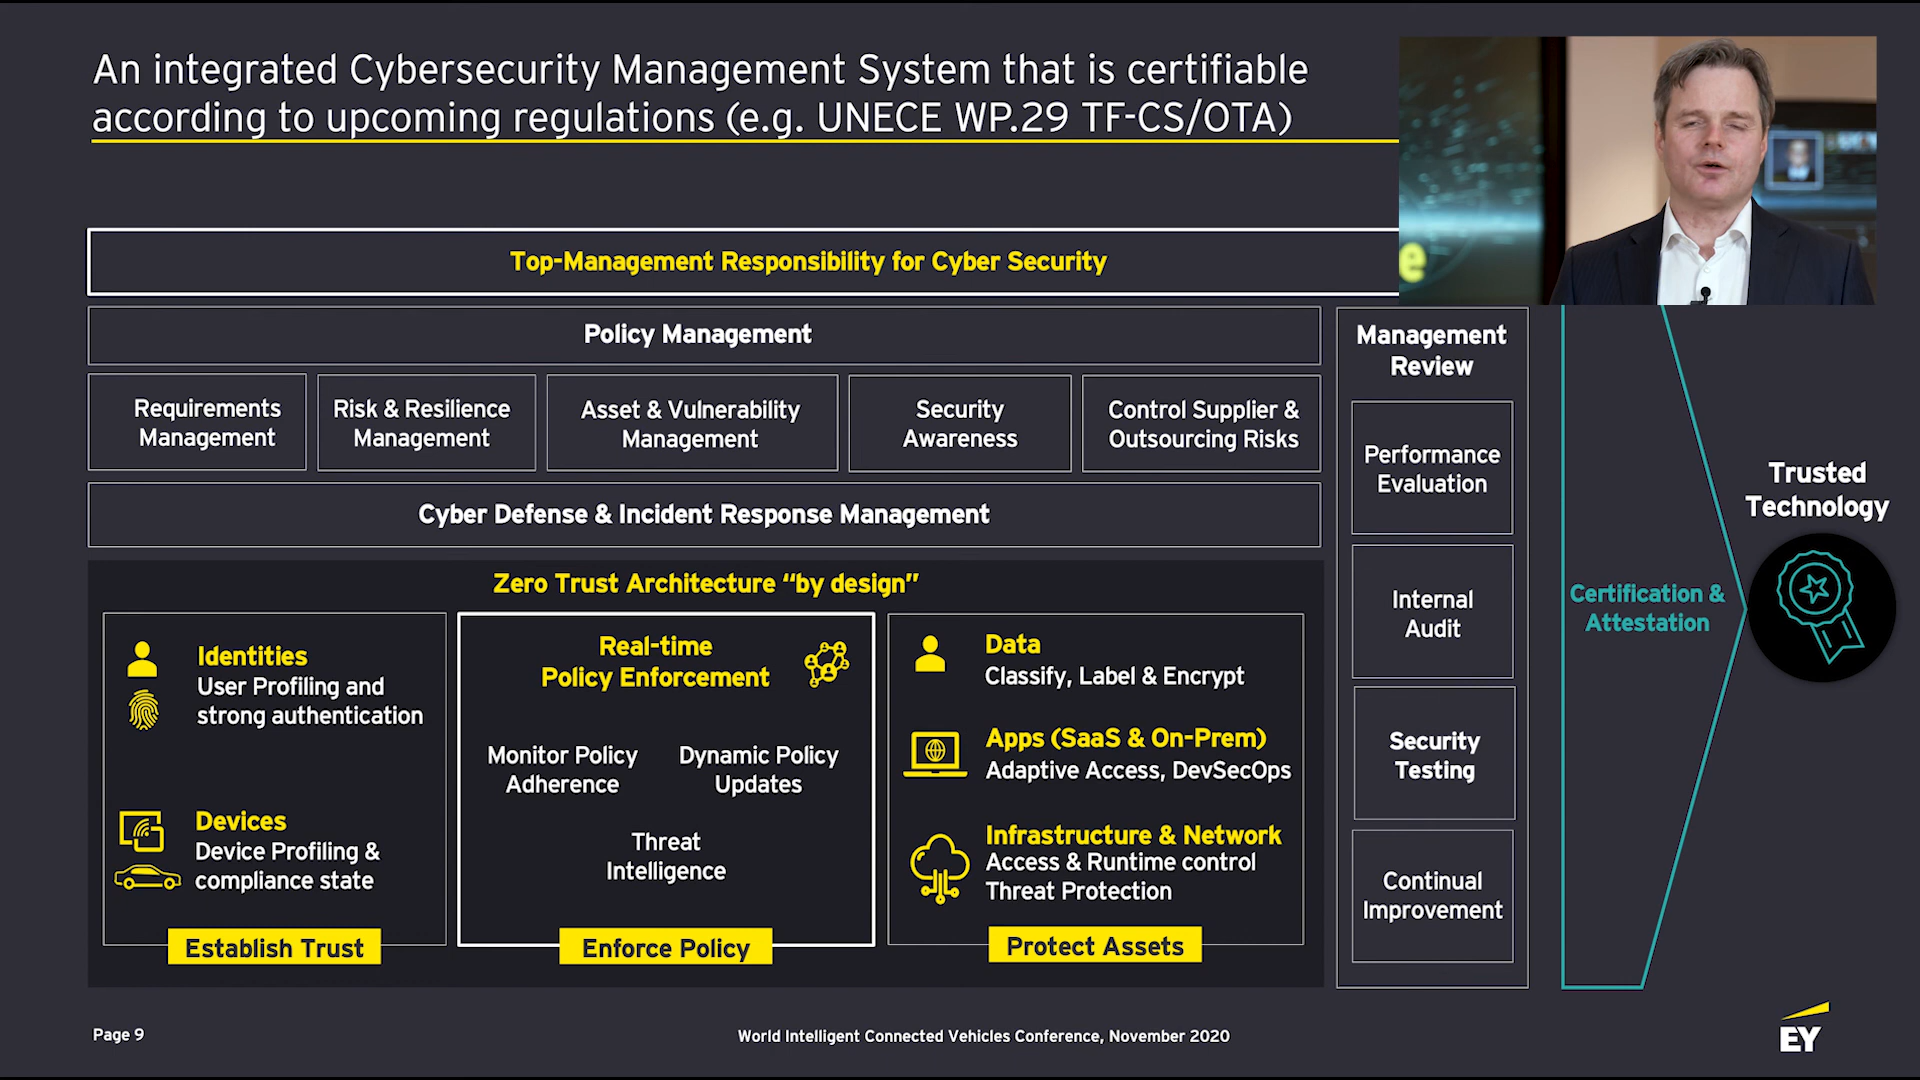 An integrated Cybersecurity Management System that is certifiable
according to upcoming regulations (e.g. UNECE WP.29 TF-CS/OTA)
e
Top-Management Responsibility for Cyber Security
Policy Management
Requirements
Management
Risk & Resilience
Management
Asset & Vulnerability
Management
Security
Awareness
Control Supplier &
Outsourcing Risks
Cyber Defense & Incident Response Management
Zero Trust Architecture “by design”
Identities
User Profiling and
strong authentication
Devices
Device Profiling &
compliance state
Establish Trust
Real-time
Policy Enforcement
Monitor Policy
Adherence
Dynamic Policy
Updates
Threat
Intelligence
Enforce Policy
Data
Classify, Label & Encrypt
Apps (SaaS & On-Prem)
Adaptive Access, DevSecOps
Infrastructure & Network
Access & Runtime control
Threat Protection
Protect Assets
Management
Review
Performance
Evaluation
Internal
Audit
Security
Testing
Continual
Improvement
Certification &
Attestation
Trusted
Technology
Page 9
World Intelligent Connected Vehicles Conference, November 2020
EY